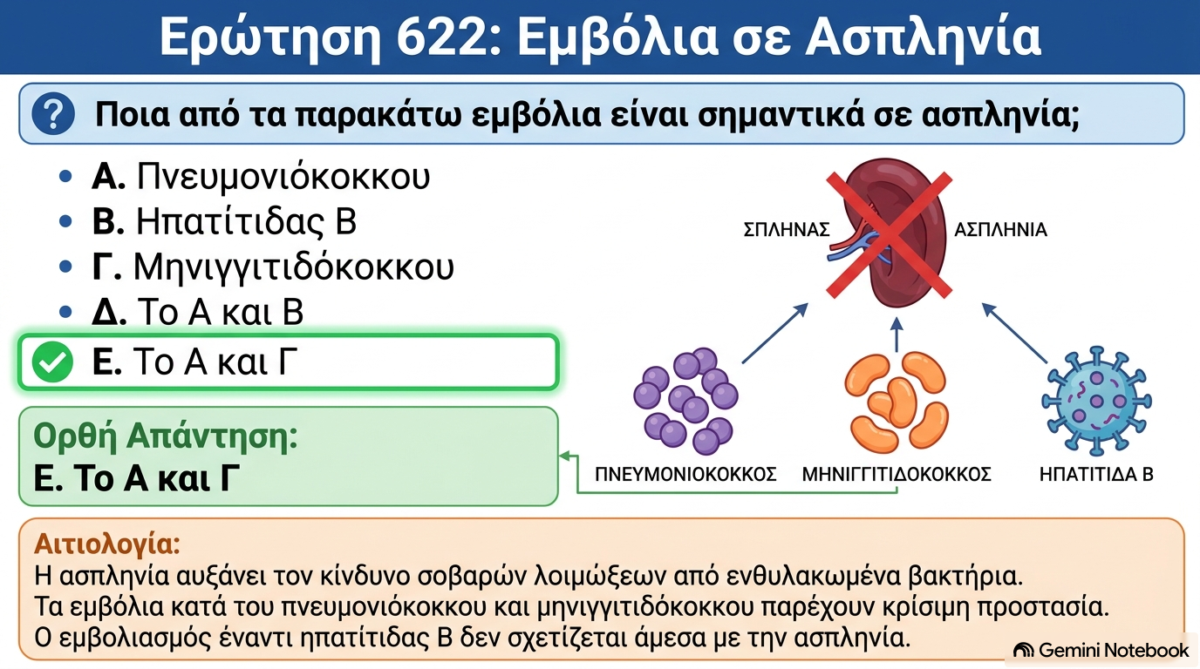 Ερώτηση 622: Εμβόλια σε Ασπληνία
? Ποια από τα παρακάτω εμβόλια είναι σημαντικά σε ασπληνία;
• Α. Πνευμονιόκοκκου
• Β. Ηπατίτιδας Β
• Γ. Μηνιγγιτιδόκοκκου
• Δ. Το Α και Β
Ε. Το Α και Γ
Ορθή Απάντηση:
Ε. Το Α και Γ
ΣΠΛΗΝΑΣ
ΑΣΠΛΗΝΙΑ
ΠΝΕΥΜΟΝΙΟΚΟΚΚΟΣ
ΜΗΝΙΓΓΙΤΙΔΟΚΟΚΚΟΣ
ΗΠΑΤΙΤΙΔΑ Β
Αιτιολογία:
Η ασπληνία αυξάνει τον κίνδυνο σοβαρών λοιμώξεων από ενθυλακωμένα βακτήρια.
Τα εμβόλια κατά του πνευμονιόκοκκου και μηνιγγιτιδόκοκκου παρέχουν κρίσιμη προστασία.
Ο εμβολιασμός έναντι ηπατίτιδας Β δεν σχετίζεται άμεσα με την ασπληνία.
Gemini Notebook